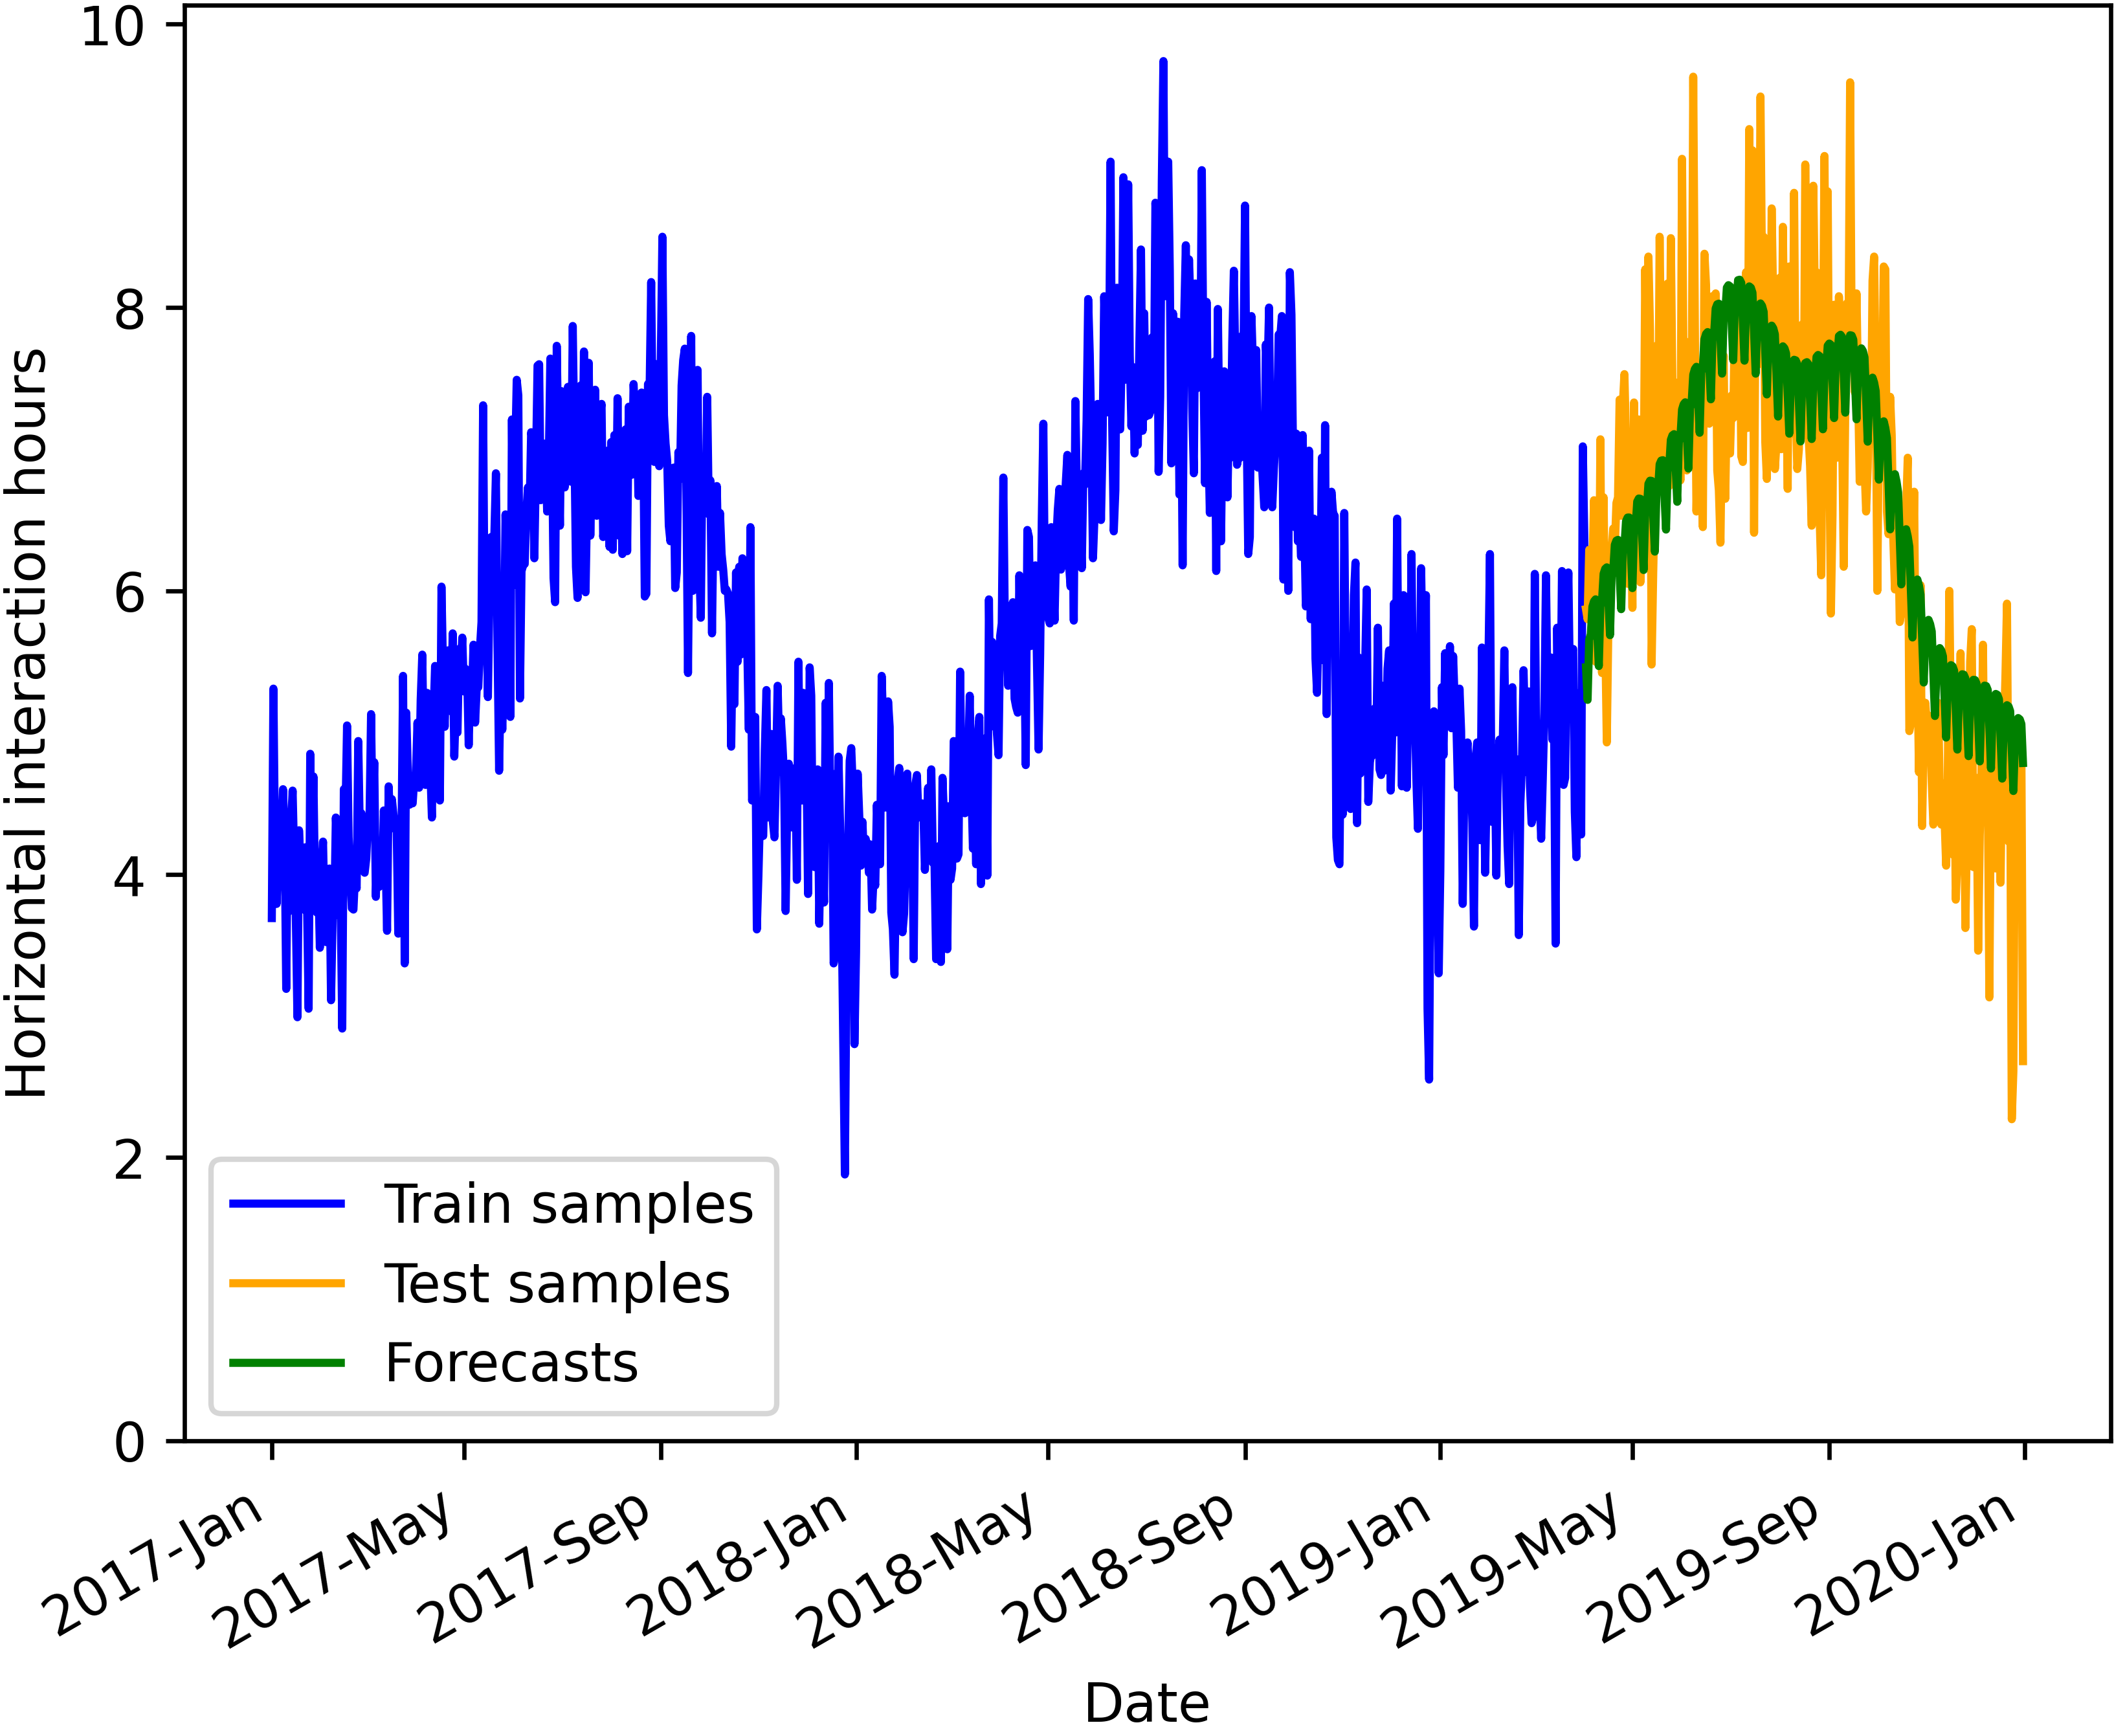 10
8
6
4
2
0
Horizontal interaction hours
Train samples
Test samples
Forecasts
2017-Jan
2017-May
2017-Sep
2018-Jan
2018-May
2018-Sep
2019-Jan
2019-May
2019-Sep
2020-Jan
Date